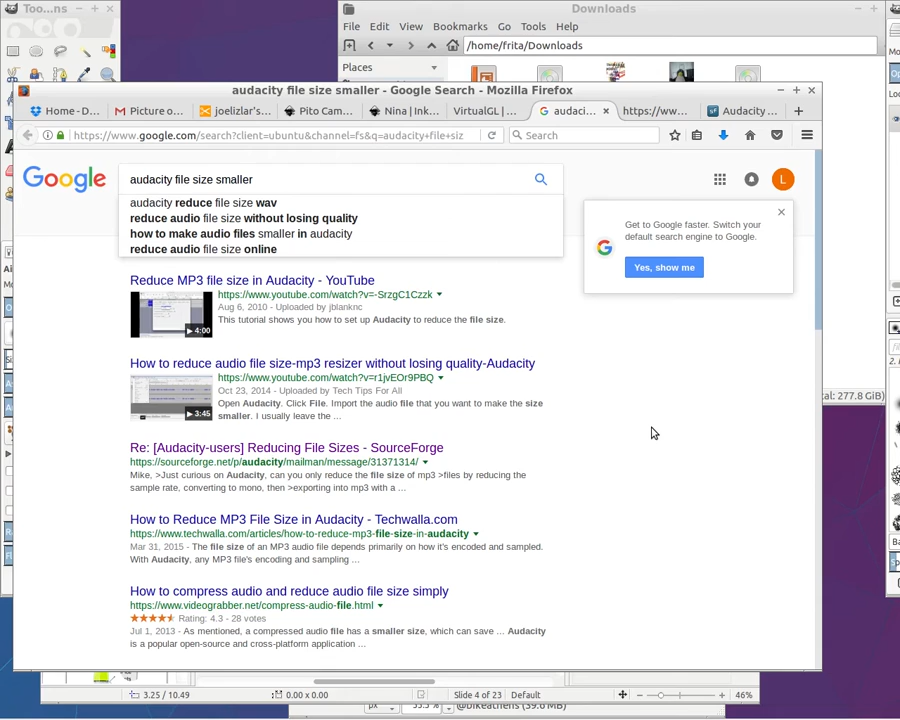 Too...ns
Downloads
File Edit View Bookmarks Go Tools Help
/home/frita/Downloads
Places
audacity file size smaller - Google Search - Mozilla Firefox
Home - D...
Picture o...
joelizlar's...
Pito Cam...
Nina | Ink...
VirtualGL |...
audaci...
https://ww...
Audacity ...
https://www.google.com/search?client=ubuntu&channel=fs&q=audacity+file+siz
Search
Google
audacity file size smaller
L
audacity reduce file size wav
reduce audio file size without losing quality
how to make audio files smaller in audacity
reduce audio file size online
Get to Google faster. Switch your
default search engine to Google.
Yes, show me
Reduce MP3 file size in Audacity - YouTube
https://www.youtube.com/watch?v=-SrzgC1Cczk
Aug 6, 2010 - Uploaded by jblanknc
This tutorial shows you how to set up Audacity to reduce the file size.
4:00
How to reduce audio file size-mp3 resizer without losing quality-Audacity
https://www.youtube.com/watch?v=r1jvEOr9PBQ
Oct 23, 2014 - Uploaded by Tech Tips For All
Open Audacity. Click File. Import the audio file that you want to make the size
smaller. I usually leave the ...
3:45
tal: 277.8 GiB)
Re: [Audacity-users] Reducing File Sizes - SourceForge
https://sourceforge.net/p/audacity/mailman/message/31371314/
Mike, >Just curious on Audacity, can you only reduce the file size of mp3 >files by reducing the
sample rate, converting to mono, then >exporting into mp3 with a ...
How to Reduce MP3 File Size in Audacity - Techwalla.com
https://www.techwalla.com/articles/how-to-reduce-mp3-file-size-in-audacity
Mar 31, 2015 - The file size of an MP3 audio file depends primarily on how it's encoded and sampled.
With Audacity, any MP3 file's encoding and sampling ...
How to compress audio and reduce audio file size simply
https://www.videograbber.net/compress-audio-file.html
Rating: 4.3 - 28 votes
Jul 1, 2013 - As mentioned, a compressed audio file has a smaller size, which can save ... Audacity
is a popular open-source and cross-platform application ...
3.25 / 10.49
0.00 x 0.00
Slide 4 of 23
Default
46%
px